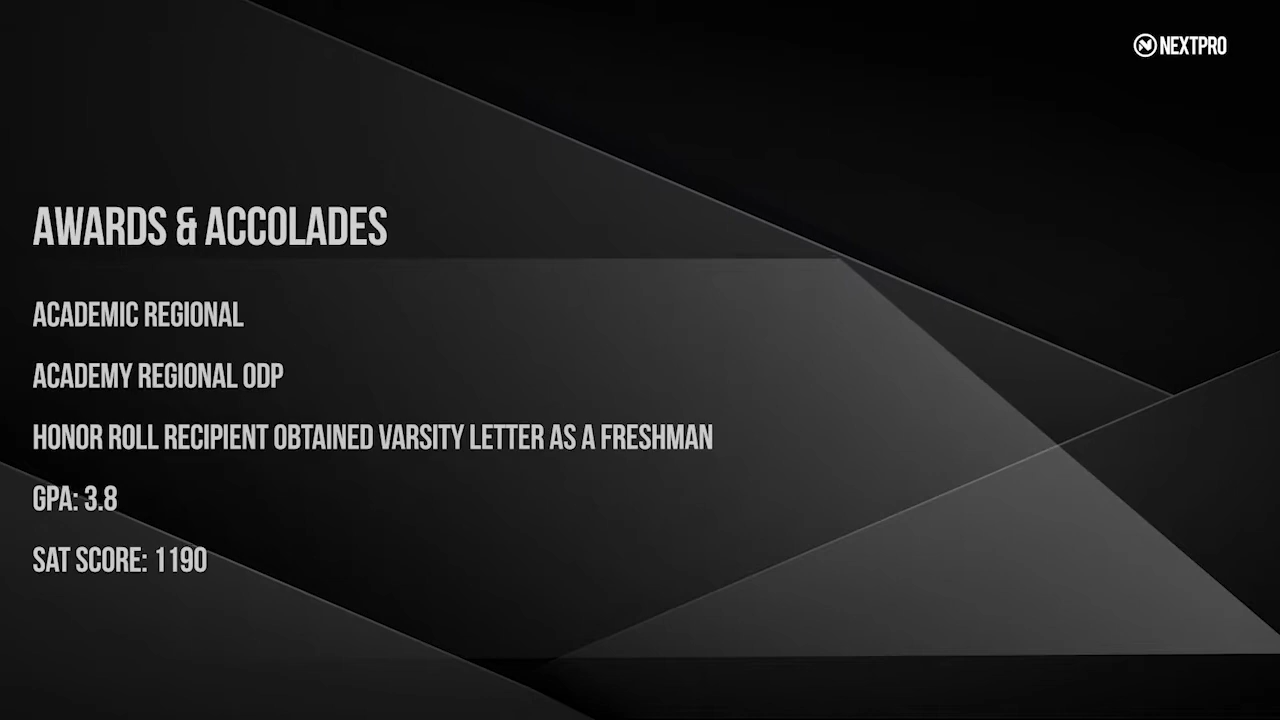 NEXTPRO
AWARDS & ACCOLADES
ACADEMIC REGIONAL
ACADEMY REGIONAL ODP
HONOR ROLL RECIPIENT OBTAINED VARSITY LETTER AS A FRESHMAN
GPA: 3.8
SAT SCORE: 1190